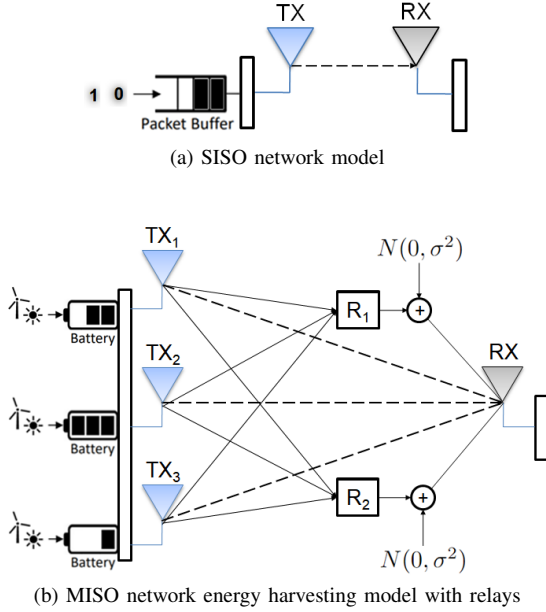 TX RX
1 0
Packet Buffer
(a) SISO network model
TX₁
N(0, σ²)
R₁
+
Battery
TX₂
RX
Battery
TX₃
R₂
+
Battery
N(0, σ²)
(b) MISO network energy harvesting model with relays